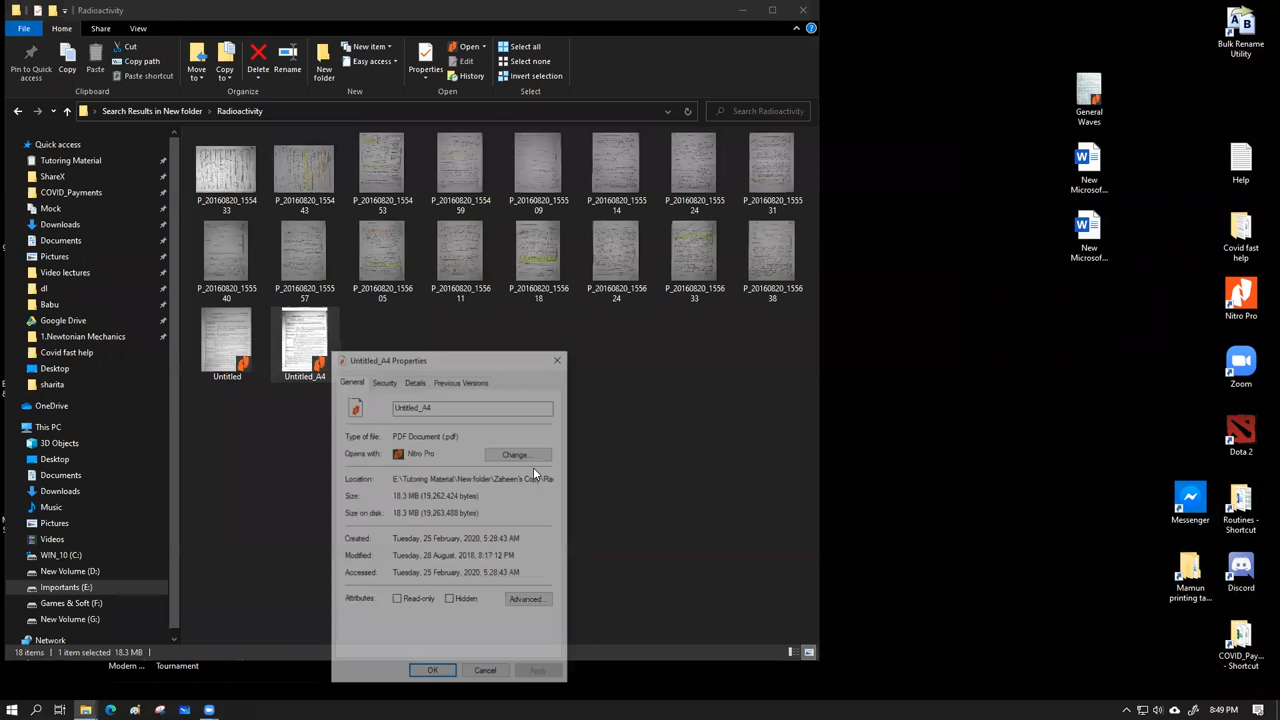 Radioactivity
File
Home
Share
View
Pin to Quick access
Copy
Paste
Cut
Copy path
Paste shortcut
Clipboard
Move to
Copy to
Delete
Rename
Organize
New folder
New item
Easy access
New
Properties
Open
Edit
History
Open
Select all
Select none
Invert selection
Select
Search Results in New folder > Radioactivity
Search Radioactivity
Quick access
Tutoring Material
ShareX
COVID_Payments
Mock
Downloads
Documents
Pictures
Video lectures
dl
Babu
Google Drive
1.Newtonian Mechanics
Covid fast help
Desktop
sharita
OneDrive
This PC
3D Objects
Desktop
Documents
Downloads
Music
Pictures
Videos
WIN_10 (C:)
New Volume (D:)
Importants (E:)
Games & Soft (F:)
New Volume (G:)
Network
P_20160820_155433
P_20160820_155443
P_20160820_155453
P_20160820_155459
P_20160820_155509
P_20160820_155514
P_20160820_155524
P_20160820_155531
P_20160820_155540
P_20160820_155557
P_20160820_155605
P_20160820_155611
P_20160820_155618
P_20160820_155624
P_20160820_155633
P_20160820_155638
Untitled
Untitled_A4
Untitled_A4 Properties
General
Security
Details
Previous Versions
Untitled_A4
Type of file: PDF Document (.pdf)
Opens with: Nitro Pro
Change...
Location: E:\Tutoring Material\New folder\Zaheen's Copy\Ra
Size: 18.3 MB (19,262,424 bytes)
Size on disk: 18.3 MB (19,263,488 bytes)
Created: Tuesday, 25 February, 2020, 5:28:43 AM
Modified: Tuesday, 28 August, 2018, 8:17:12 PM
Accessed: Tuesday, 25 February, 2020, 5:28:43 AM
Attributes: Read-only Hidden
Advanced...
OK
Cancel
Apply
18 items 1 item selected 18.3 MB
Modern ...
Tournament
General Waves
New Microsof...
New Microsof...
Bulk Rename Utility
Help
Covid fast help
Nitro Pro
Zoom
Dota 2
Messenger
Routines - Shortcut
Mamun printing ta...
Discord
COVID_Pay... - Shortcut
8:49 PM